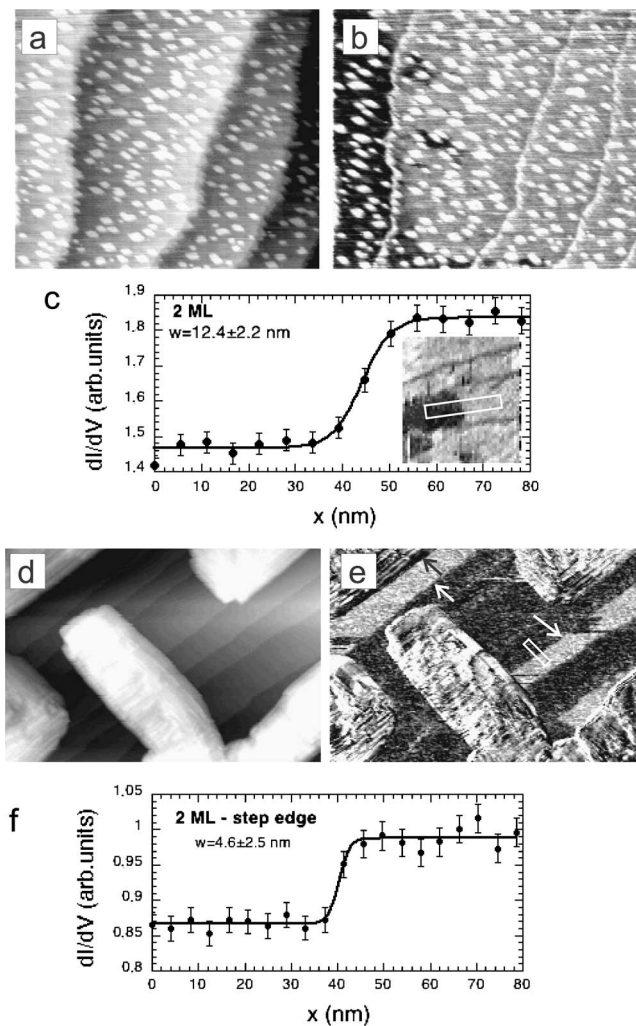 a
b
c
1.9
1.8
1.7
1.6
1.5
1.4
dI/dV (arb.units)
2 ML
w=12.4±2.2 nm
0 10 20 30 40 50 60 70 80
x (nm)
d
e
f
1.05
1
0.95
0.9
0.85
0.8
dI/dV (arb.units)
2 ML - step edge
w=4.6±2.5 nm
0 10 20 30 40 50 60 70 80
x (nm)